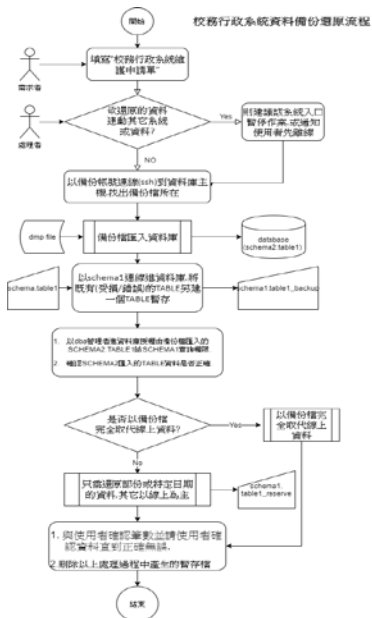 校務行政系統資料備份還原流程
開始
填寫"校務行政系統維
護申請單"
需求者
處理者
欲還原的資料
連動其它系統
或資料?
Yes
則建議該系統入口
暫停作業,或通知
使用者先離線
NO
以備份帳號連線(ssh)到資料庫主
機,找出備份檔所在
dmp file
備份檔匯入資料庫
database
(schema2.table1)
schema.table1
以schema1連線進資料庫,將
既有(受損/錯誤)的TABLE另建
一個TABLE暫存
schema1.table1_backup
1. 以dba管理者進資料庫授權由備份檔匯入的
SCHEMA2.TABLE1給SCHEMA1查詢權限.
2. 確認SCHEMA2匯入的TABLE資料是否正確
是否以備份檔
完全取代線上資料?
Yes
以備份檔完
全取代線上
資料
No
只需還原部份或特定日期
的資料,其它以線上為主
schema1.
table1_reserve
1. 與使用者確認筆數並請使用者確
認資料直到正確無誤.
2.刪除以上處理過程中產生的暫存檔
結束